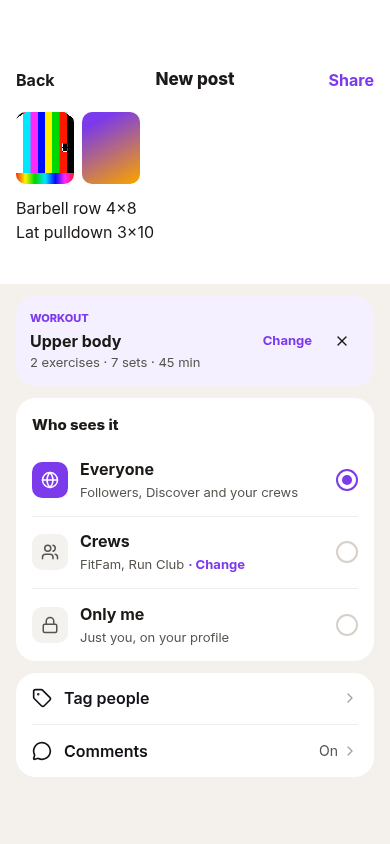 Back
New post
Share
Barbell row 4×8
Lat pulldown 3×10
WORKOUT
Upper body
Change
2 exercises · 7 sets · 45 min
Who sees it
Everyone
Followers, Discover and your crews
Crews
FitFam, Run Club · Change
Only me
Just you, on your profile
Tag people
Comments
On